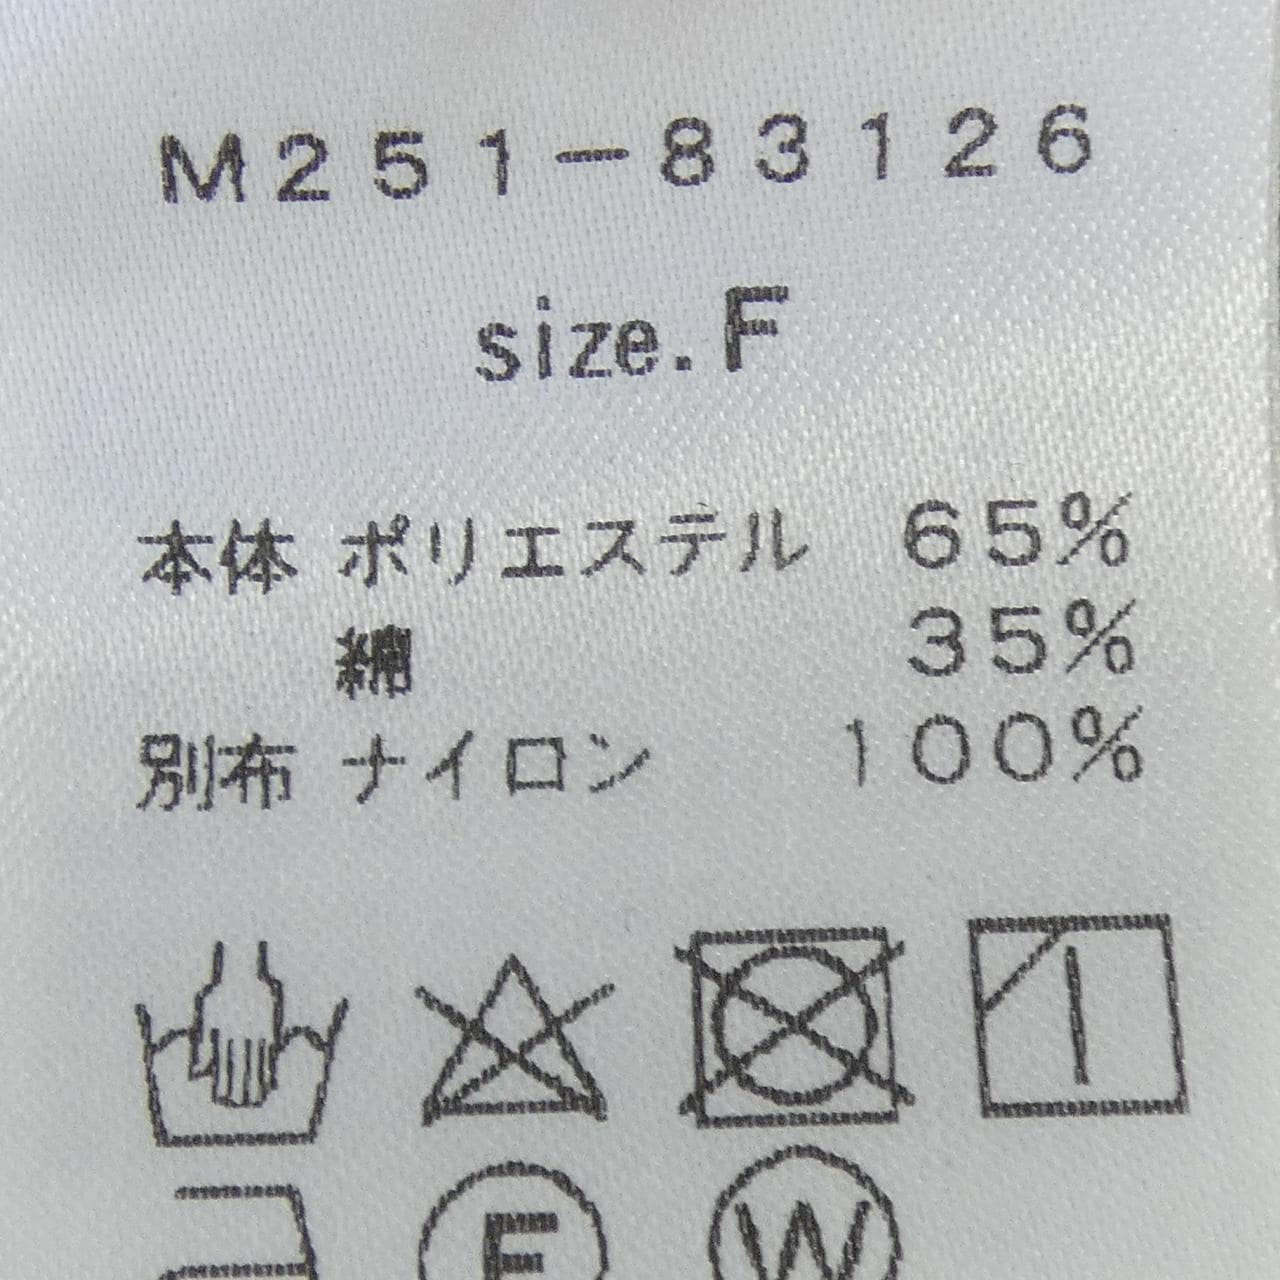 M251-83126
size.F
本体 ポリエステル 65%
綿 35%
別布 ナイロン 100%
F W